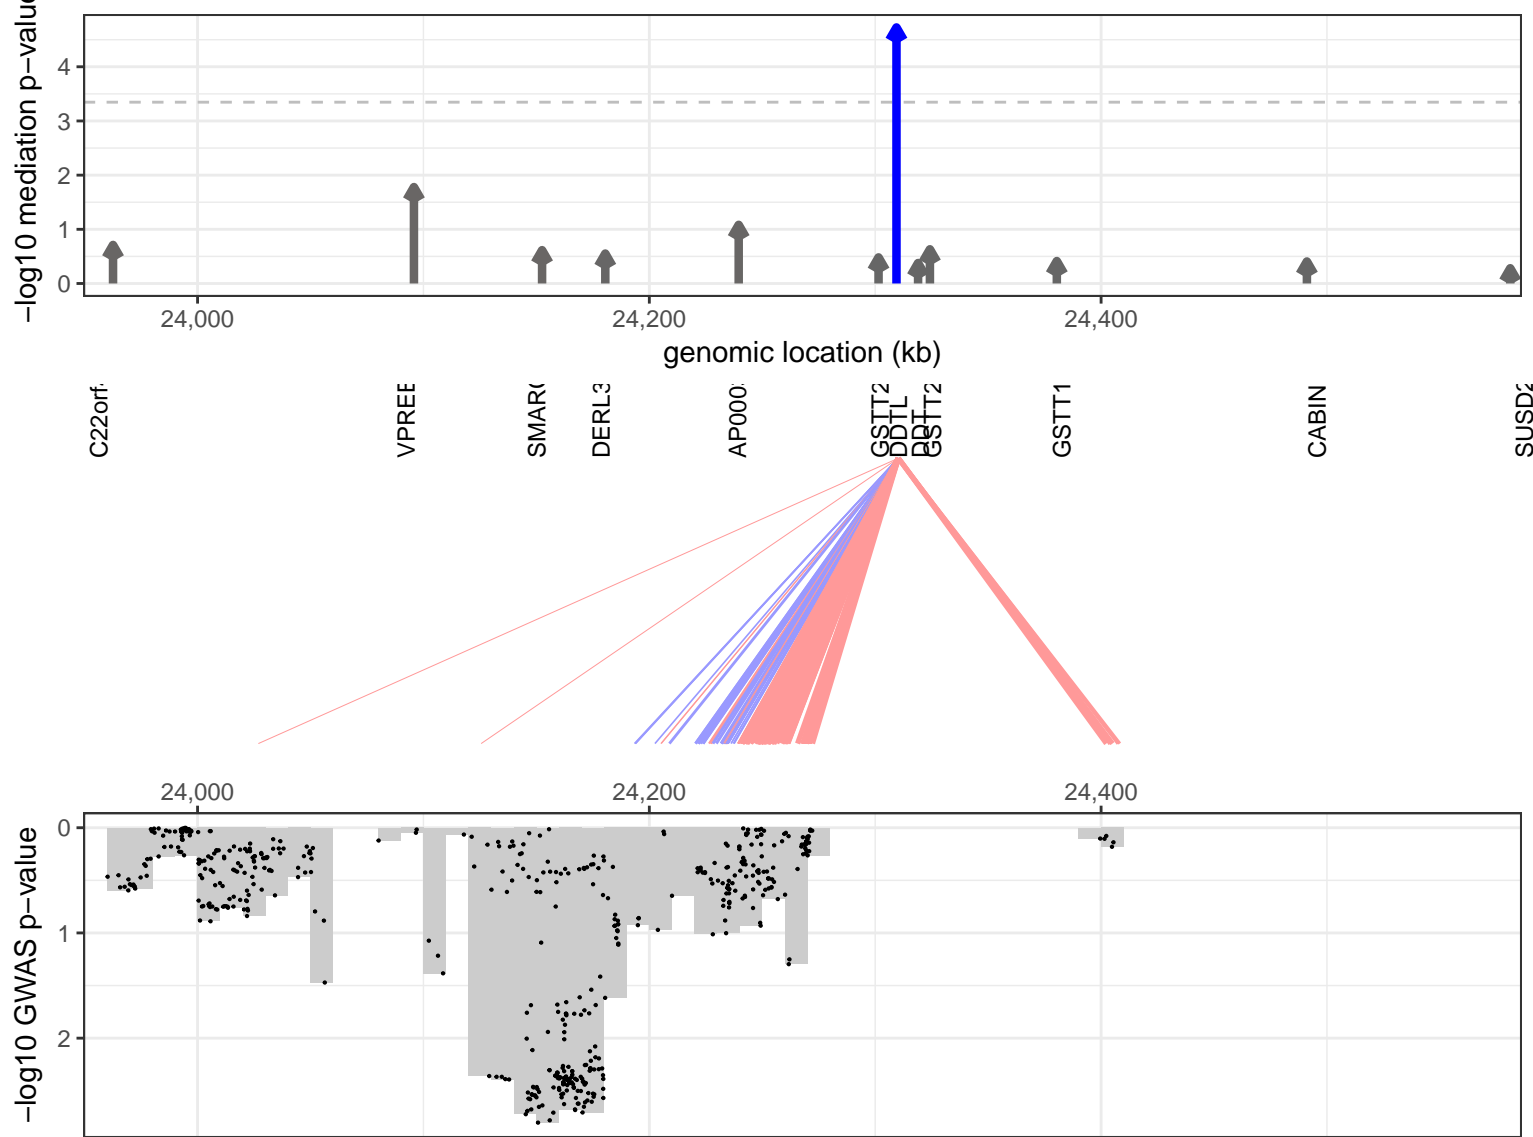 −log10 mediation p−value
4
3
2
1
0
24,000 24,200 24,400
genomic location (kb)
C22orf
VPREB
SMAR
DERL3
AP000
GSTT2
DDTL
DDT
GSTT2
GSTT1
CABIN
SUSD2
24,000 24,200 24,400
−log10 GWAS p−value
0
1
2